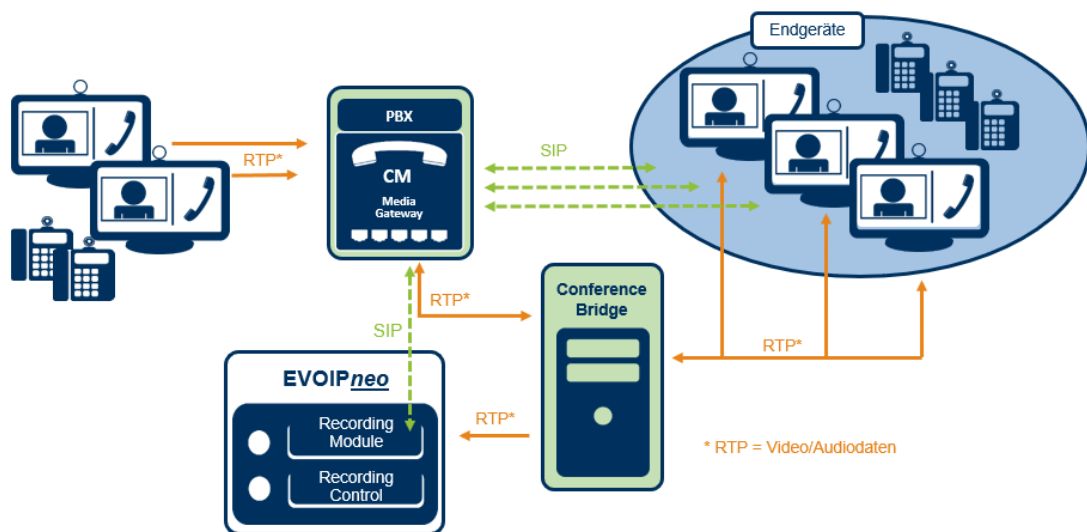 Endgeräte
PBX
CM
Media
Gateway
RTP*
SIP
RTP*
SIP
Conference
Bridge
RTP*
EVOIPneo
Recording
Module
Recording
Control
RTP*
* RTP = Video/Audiodaten